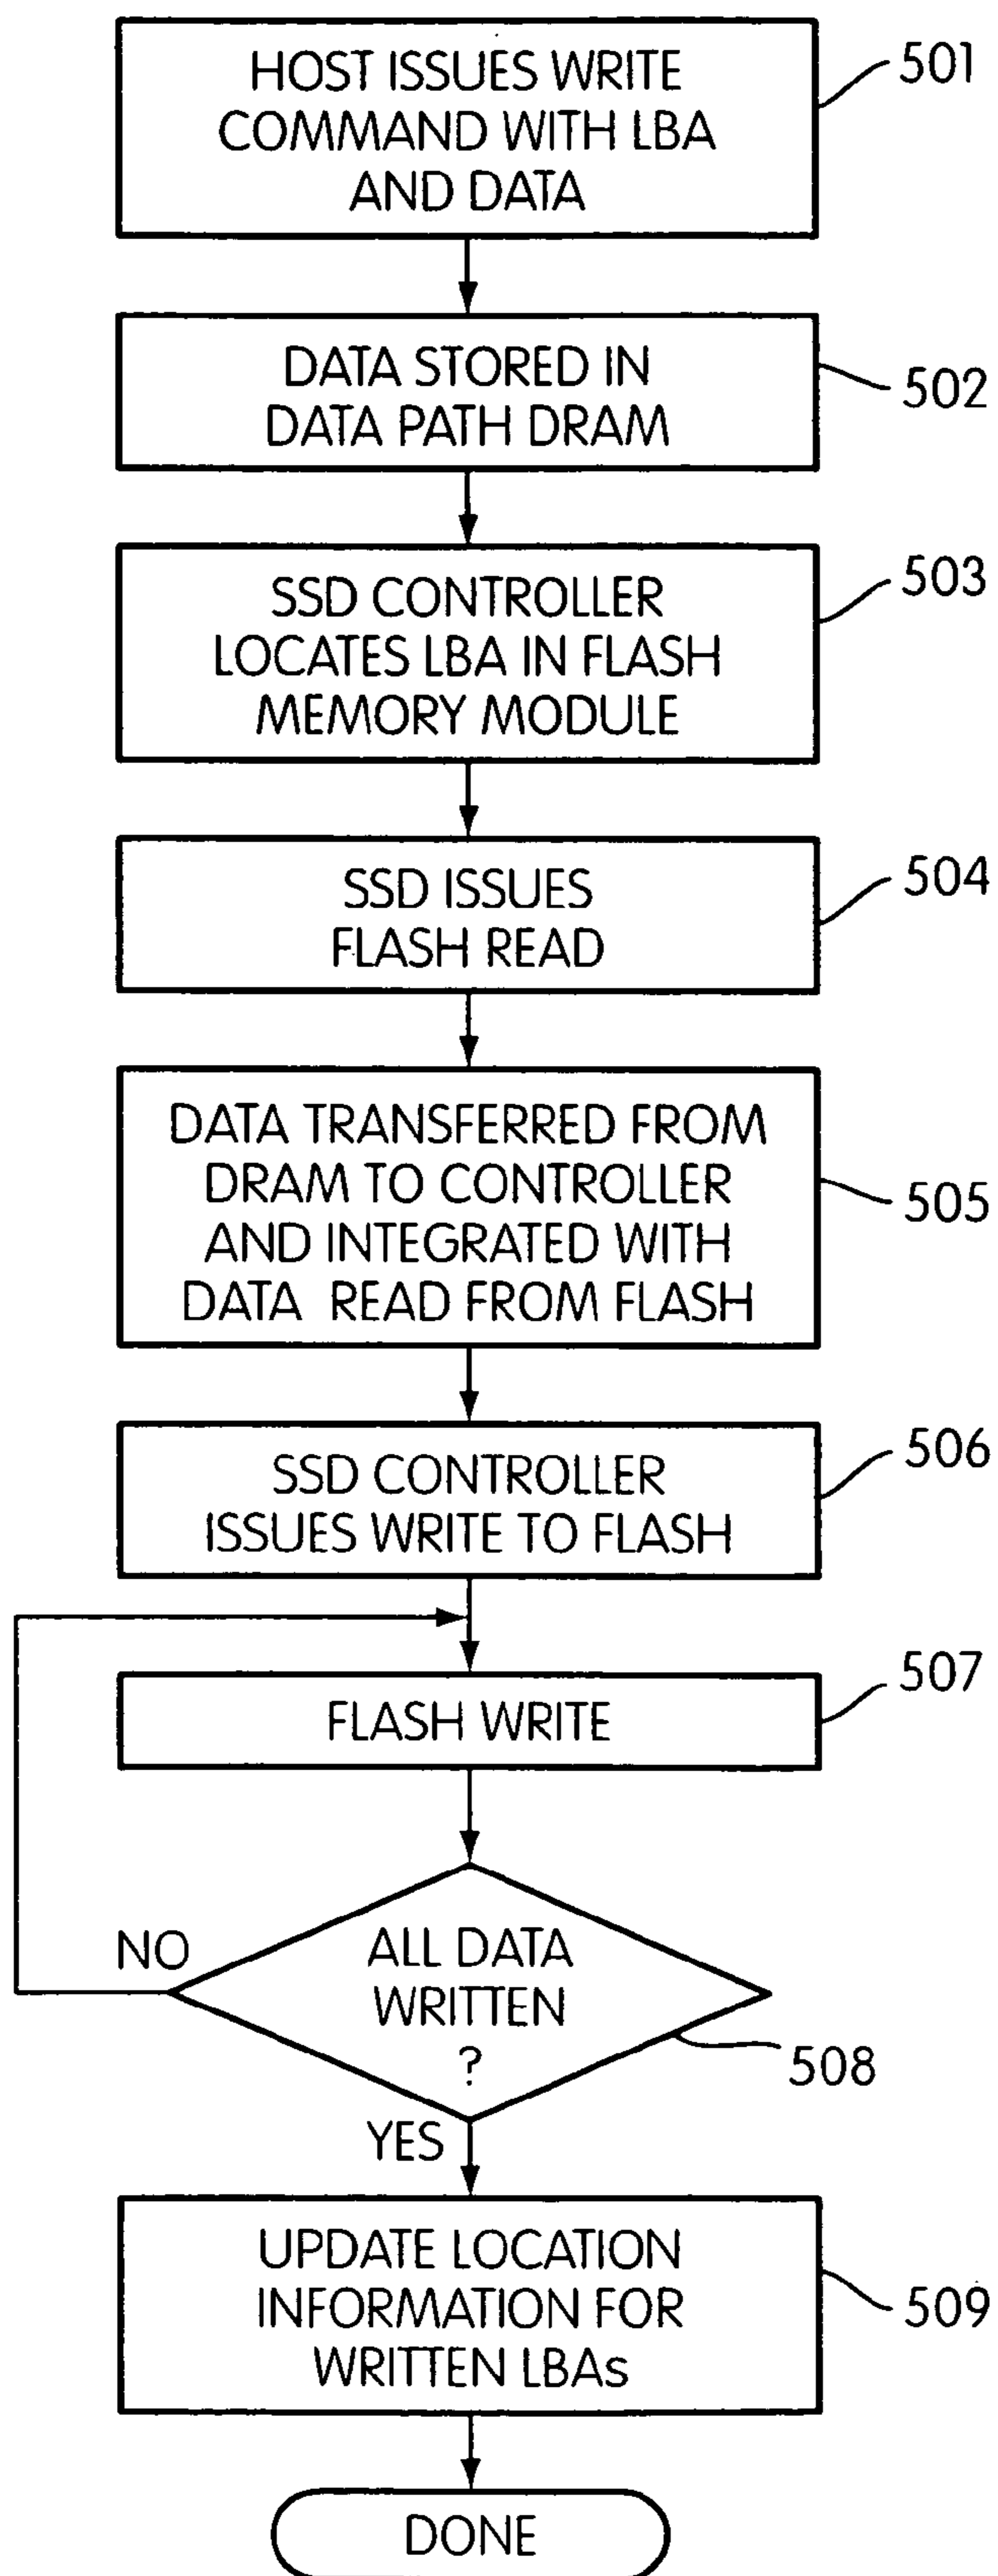 HOST ISSUES WRITE
COMMAND WITH LBA
AND DATA
501
DATA STORED IN
DATA PATH DRAM
502
SSD CONTROLLER
LOCATES LBA IN FLASH
MEMORY MODULE
503
SSD ISSUES
FLASH READ
504
DATA TRANSFERRED FROM
DRAM TO CONTROLLER
AND INTEGRATED WITH
DATA READ FROM FLASH
505
SSD CONTROLLER
ISSUES WRITE TO FLASH
506
FLASH WRITE
507
NO
ALL DATA
WRITTEN
?
508
YES
UPDATE LOCATION
INFORMATION FOR
WRITTEN LBAs
509
DONE